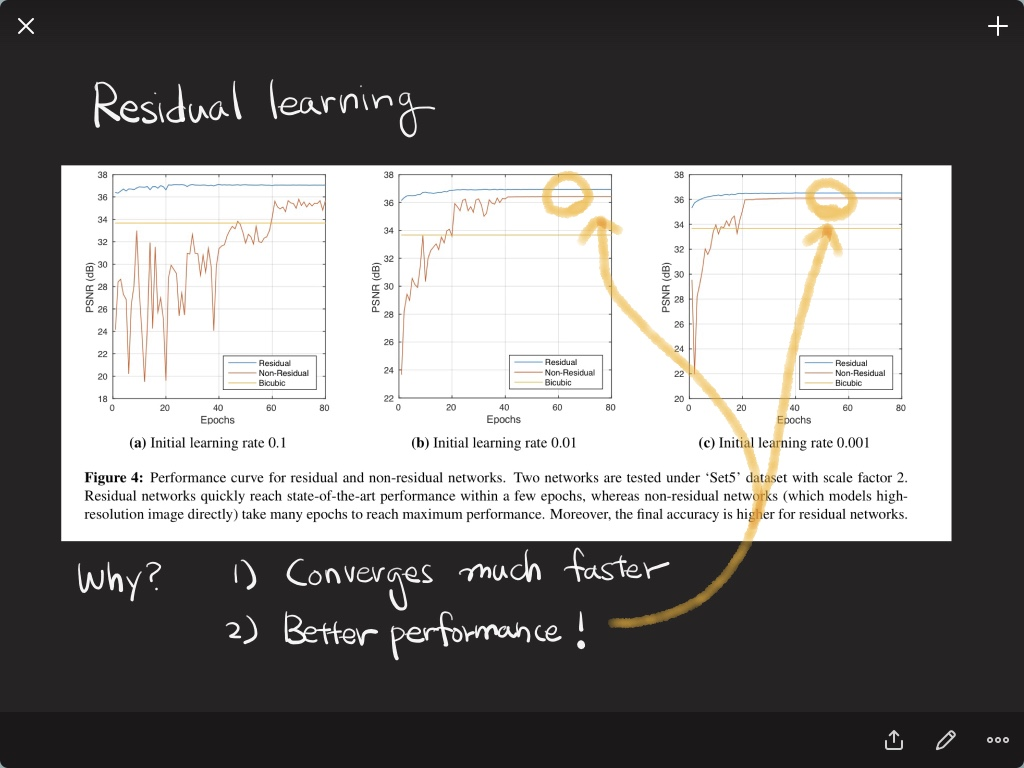 Residual learning
38
36
34
32
30
28
26
24
22
20
18
PSNR (dB)
0 20 40 60 80
Epochs
Residual
Non-Residual
Bicubic
(a) Initial learning rate 0.1
38
36
34
32
30
28
26
24
22
PSNR (dB)
0 20 40 60 80
Epochs
Residual
Non-Residual
Bicubic
(b) Initial learning rate 0.01
38
36
34
32
30
28
26
24
22
20
PSNR (dB)
0 20 40 60 80
Epochs
Residual
Non-Residual
Bicubic
(c) Initial learning rate 0.001
Figure 4: Performance curve for residual and non-residual networks. Two networks are tested under ‘Set5’ dataset with scale factor 2.
Residual networks quickly reach state-of-the-art performance within a few epochs, whereas non-residual networks (which models high-
resolution image directly) take many epochs to reach maximum performance. Moreover, the final accuracy is higher for residual networks.
Why? 1) Converges much faster
2) Better performance!